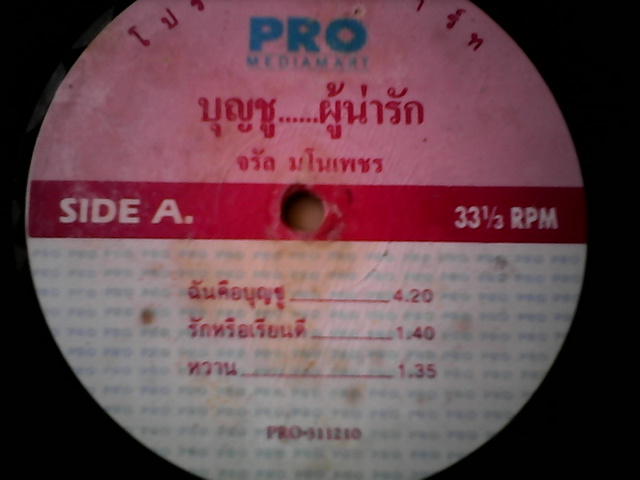 PRO
MEDIAMART
บุญชู......ผู้น่ารัก
จรัล มโนเพชร
SIDE A.
33⅓ RPM
ฉันคือบุญชู 4.20
รักหรือเรียนดี 1.40
หวาน 1.35
PRO-311210